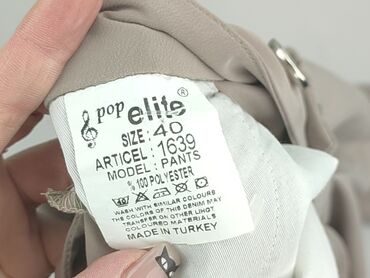 pop elite ®
SIZE: 40
ARTICEL: 1639
MODEL: PANTS
% 100 POLYESTER
WASH WITH SIMILAR COLOURS
THE COLOURS OF THIS DENIM MAY
TRANSFER ON OTHER LIHGT
COLOURED MATERIALS
MADE IN TURKEY